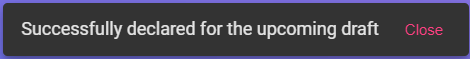 Successfully declared for the upcoming draft Close